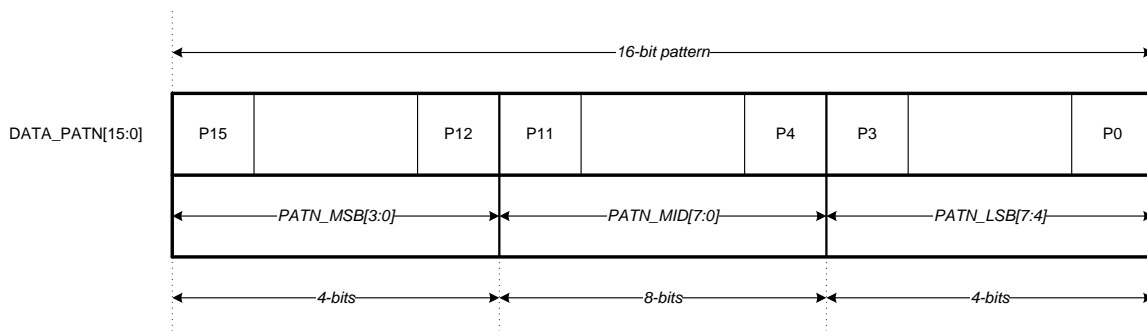 16-bit pattern
DATA_PATN[15:0] P15 P12 P11 P4 P3 P0
PATN_MSB[3:0] PATN_MID[7:0] PATN_LSB[7:4]
4-bits 8-bits 4-bits